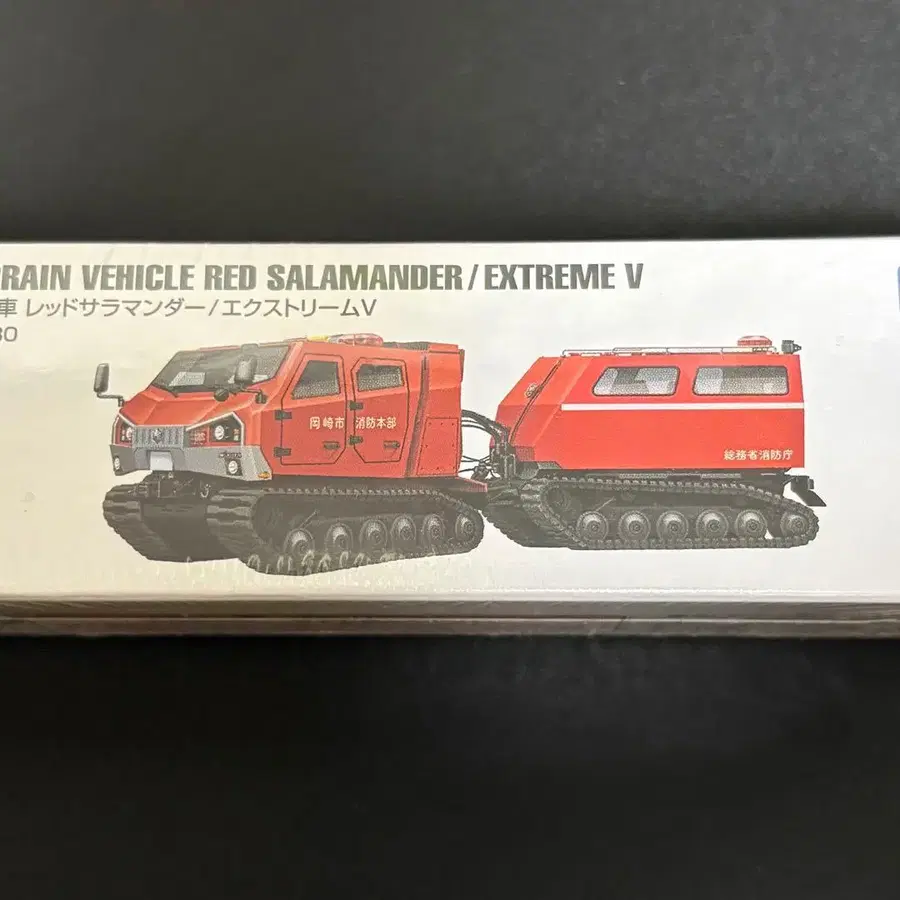 RRAIN VEHICLE RED SALAMANDER/EXTREME V
車 レッドサラマンダー/エクストリームV
30
岡崎市 消防本部
総務省消防庁